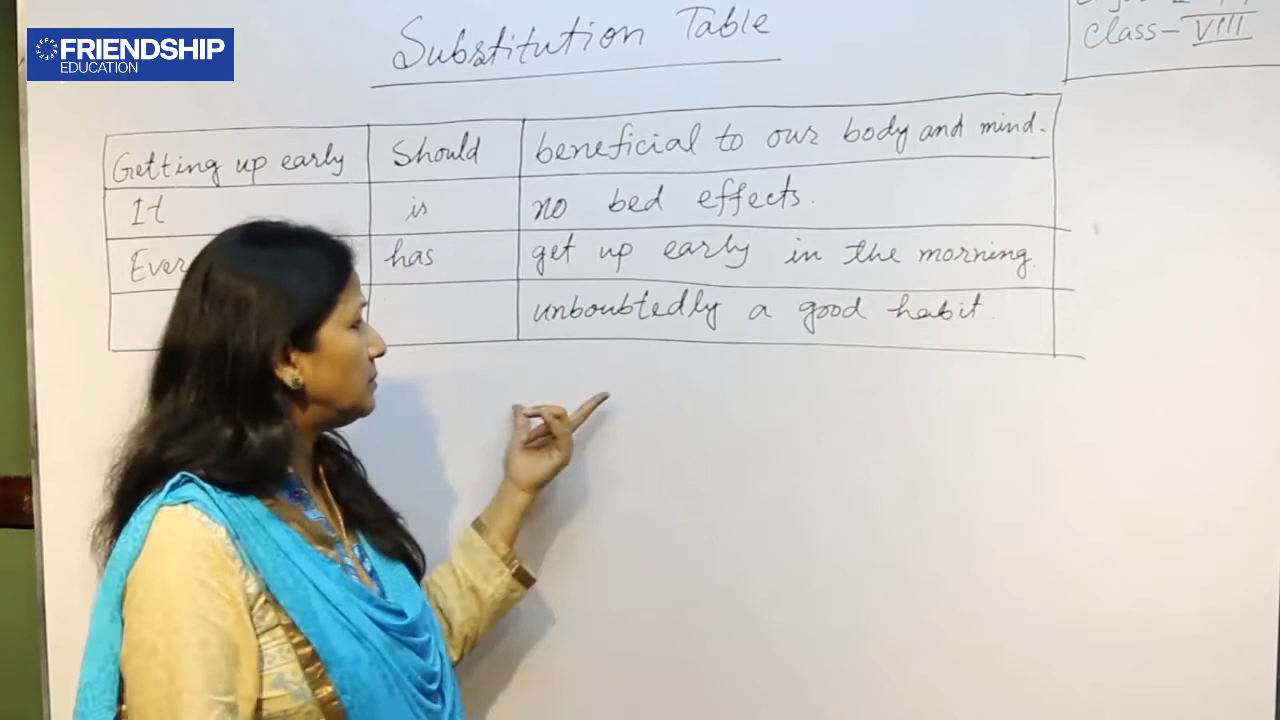 FRIENDSHIP
EDUCATION
Substitution Table
Class - VIII
Getting up early Should beneficial to our body and mind.
It is no bed effects.
has get up early in the morning.
unboubtedly a good habit.